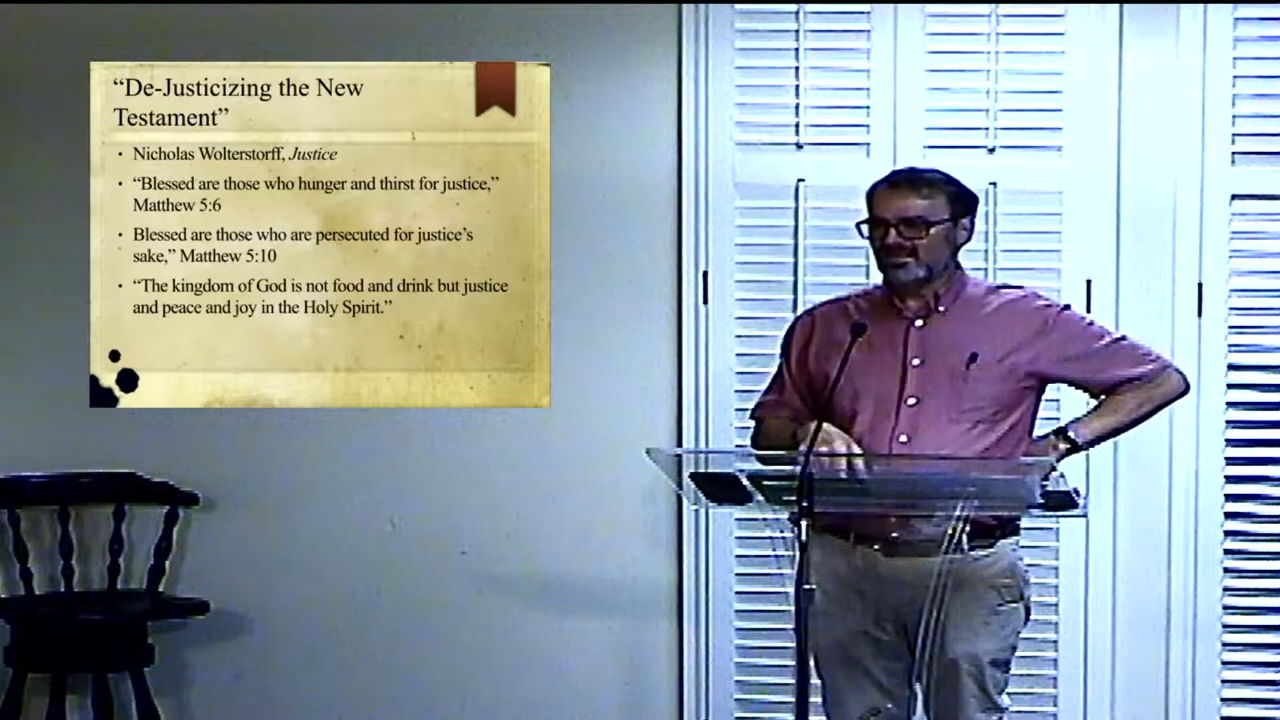 “De-Justicizing the New
Testament”
• Nicholas Wolterstorff, Justice
• “Blessed are those who hunger and thirst for justice,”
Matthew 5:6
• Blessed are those who are persecuted for justice’s
sake,” Matthew 5:10
• “The kingdom of God is not food and drink but justice
and peace and joy in the Holy Spirit.”